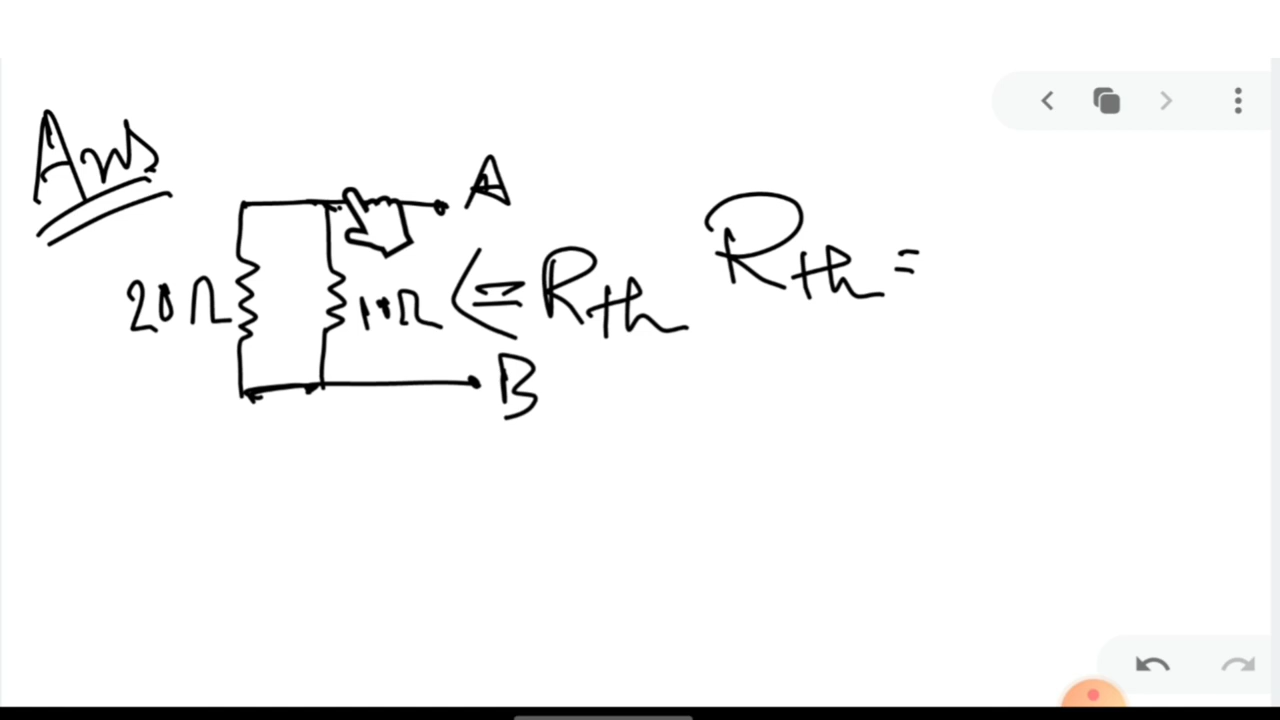 Ans
A
20Ω 10Ω <= Rth Rth =
B